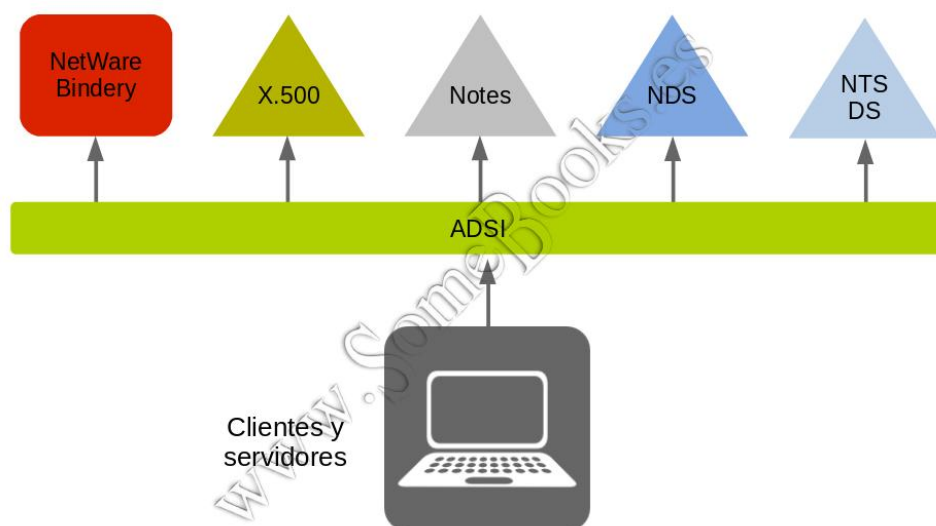 NetWare
Bindery
X.500
Notes
NDS
NTS
DS
ADSI
Clientes y
servidores
www.SomeBooks.es